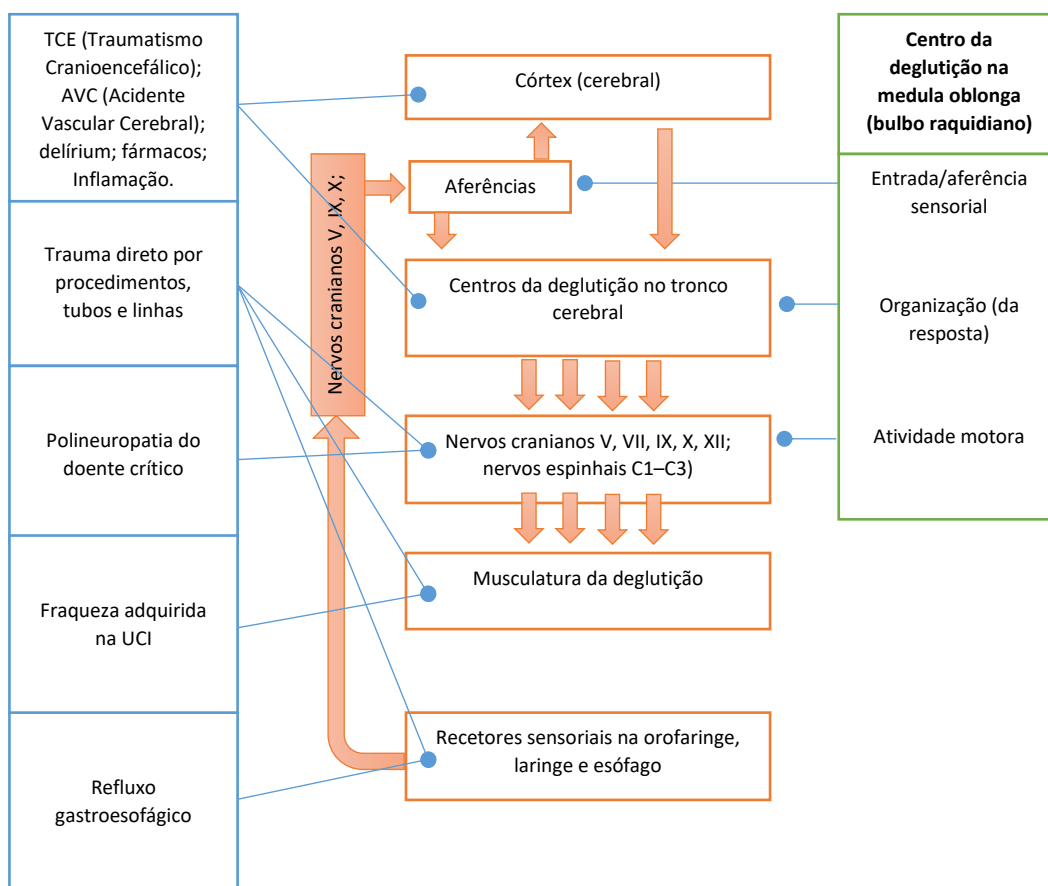 TCE (Traumatismo
Cranioencefálico);
AVC (Acidente
Vascular Cerebral);
delírium; fármacos;
Inflamação.
Trauma direto por
procedimentos,
tubos e linhas
Polineuropatia do
doente crítico
Fraqueza adquirida
na UCI
Refluxo
gastroesofágico
Nervos cranianos V, IX, X;
Córtex (cerebral)
Aferências
Centros da deglutição no tronco
cerebral
Nervos cranianos V, VII, IX, X, XII;
nervos espinhais C1–C3)
Musculatura da deglutição
Recetores sensoriais na orofaringe,
laringe e esófago
Centro da
deglutição na
medula oblonga
(bulbo raquidiano)
Entrada/aferência
sensorial
Organização (da
resposta)
Atividade motora